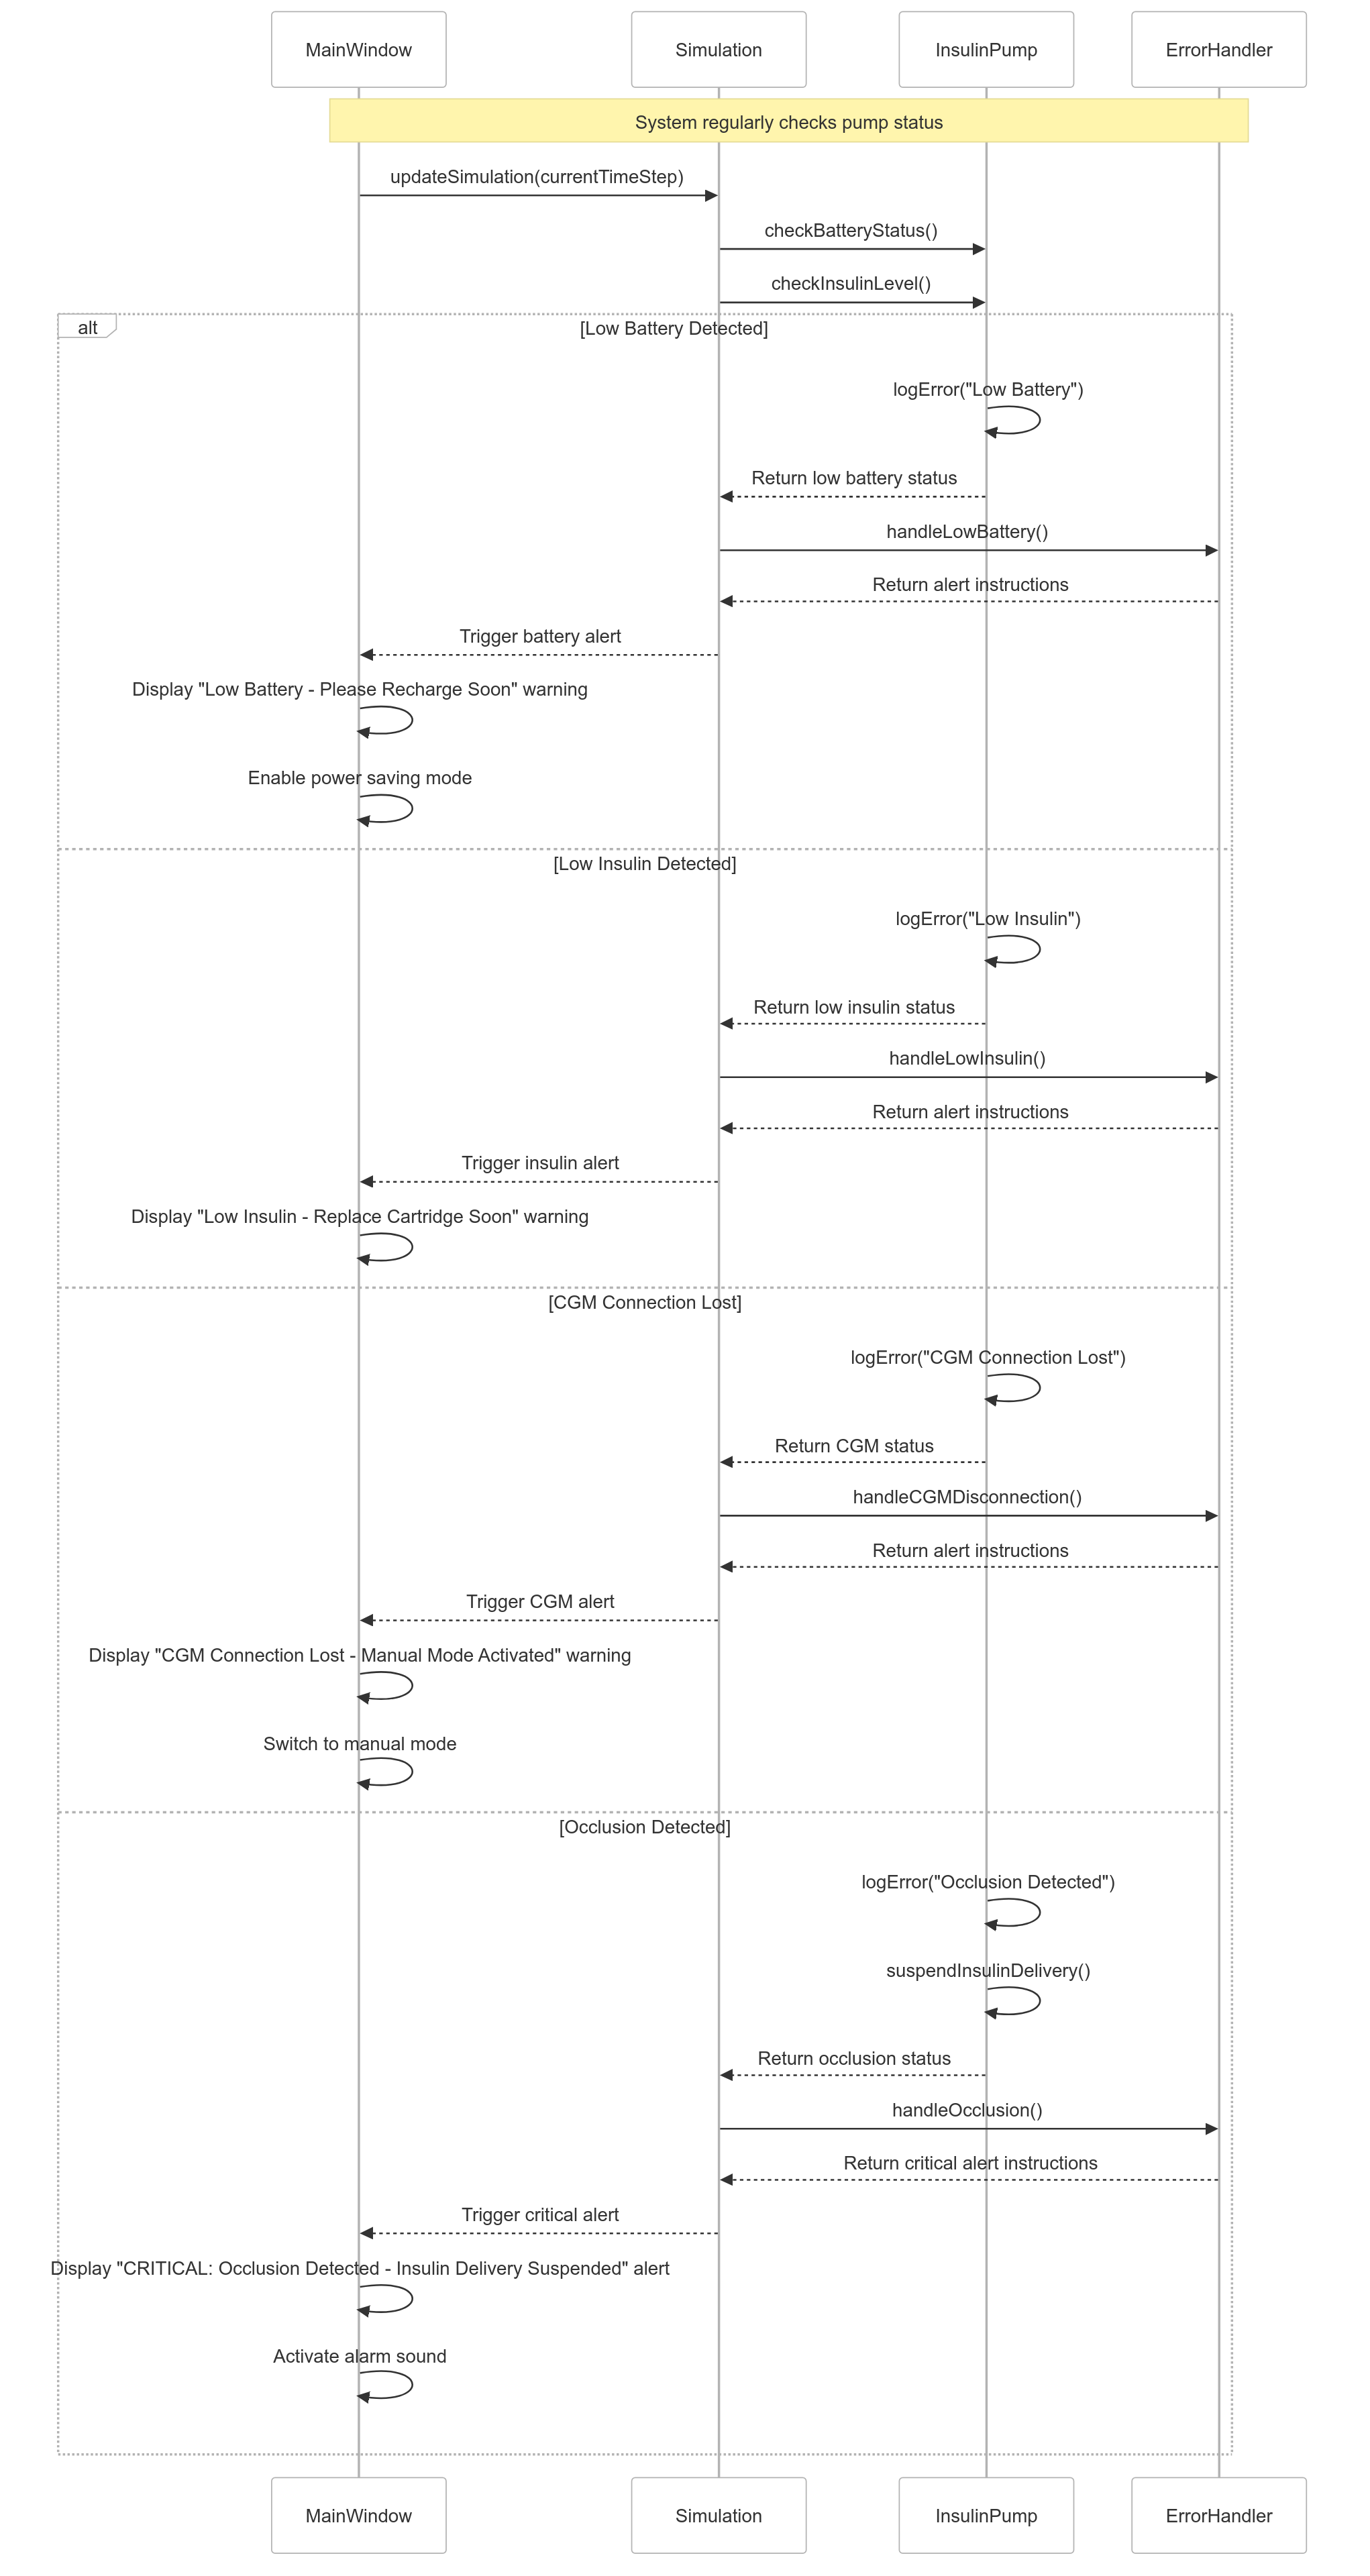 MainWindow
Simulation
InsulinPump
ErrorHandler
System regularly checks pump status
updateSimulation(currentTimeStep)
checkBatteryStatus()
checkInsulinLevel()
alt
[Low Battery Detected]
logError("Low Battery")
Return low battery status
handleLowBattery()
Return alert instructions
Trigger battery alert
Display "Low Battery - Please Recharge Soon" warning
Enable power saving mode
[Low Insulin Detected]
logError("Low Insulin")
Return low insulin status
handleLowInsulin()
Return alert instructions
Trigger insulin alert
Display "Low Insulin - Replace Cartridge Soon" warning
[CGM Connection Lost]
logError("CGM Connection Lost")
Return CGM status
handleCGMDisconnection()
Return alert instructions
Trigger CGM alert
Display "CGM Connection Lost - Manual Mode Activated" warning
Switch to manual mode
[Occlusion Detected]
logError("Occlusion Detected")
suspendInsulinDelivery()
Return occlusion status
handleOcclusion()
Return critical alert instructions
Trigger critical alert
Display "CRITICAL: Occlusion Detected - Insulin Delivery Suspended" alert
Activate alarm sound
MainWindow
Simulation
InsulinPump
ErrorHandler